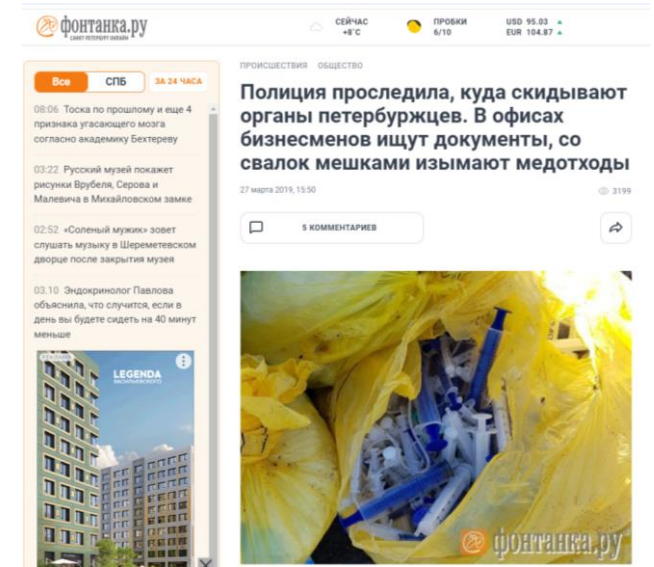 фонтанка.ру
САНКТ-ПЕТЕРБУРГ ОНЛАЙН
СЕЙЧАС
+8°C
ПРОБКИ
6/10
USD 95.03
EUR 104.87
Все
СПБ
ЗА 24 ЧАСА
08:06 Тоска по прошлому и еще 4
признака угасающего мозга
согласно академику Бехтереву
03:22 Русский музей покажет
рисунки Врубеля, Серова и
Малевича в Михайловском замке
02:52 «Соленый мужик» зовет
слушать музыку в Шереметевском
дворце после закрытия музея
03.10 Эндокринолог Павлова
объяснила, что случится, если в
день вы будете сидеть на 40 минут
меньше
РЕКЛАМА
LEGENDA
ВАСИЛЬЕВСКОГО
ПРОИСШЕСТВИЯ ОБЩЕСТВО
Полиция проследила, куда скидывают
органы петербуржцев. В офисах
бизнесменов ищут документы, со
свалок мешками изымают медотходы
27 марта 2019, 15:50
3199
5 КОММЕНТАРИЕВ
фонтанка.ру